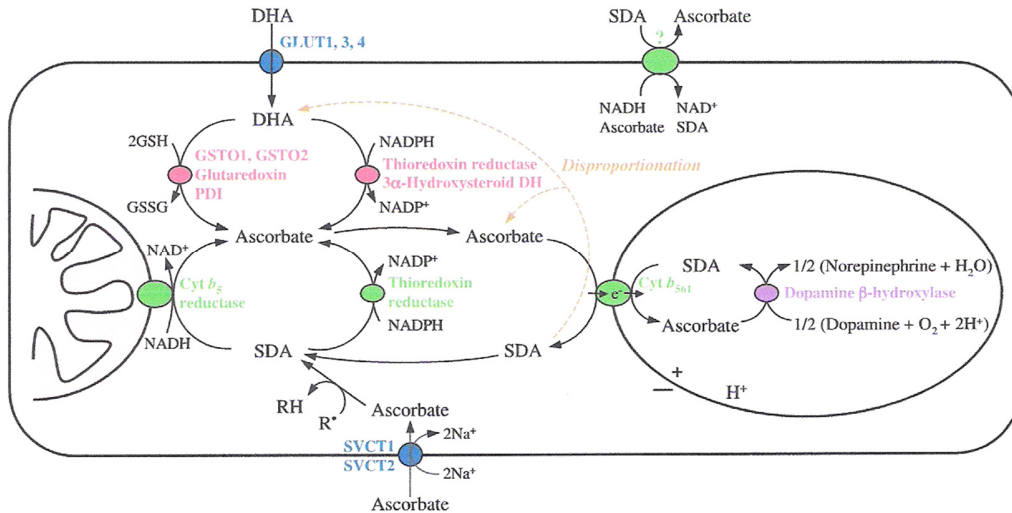 DHA
GLUT1, 3, 4
SDA
Ascorbate
?
NADH
NAD⁺
Ascorbate
SDA
DHA
2GSH
GSTO1, GSTO2
Glutaredoxin
PDI
GSSG
NADPH
Thioredoxin reductase
3α-Hydroxysteroid DH
NADP⁺
Disproportionation
Ascorbate
Ascorbate
NAD⁺
Cyt b₅
reductase
NADH
NADP⁺
Thioredoxin
reductase
NADPH
SDA
SDA
e⁻
Cyt b₅₆₁
SDA
Ascorbate
1/2 (Norepinephrine + H₂O)
Dopamine β-hydroxylase
1/2 (Dopamine + O₂ + 2H⁺)
− +
H⁺
RH
R•
Ascorbate
SVCT1
SVCT2
2Na⁺
2Na⁺
Ascorbate